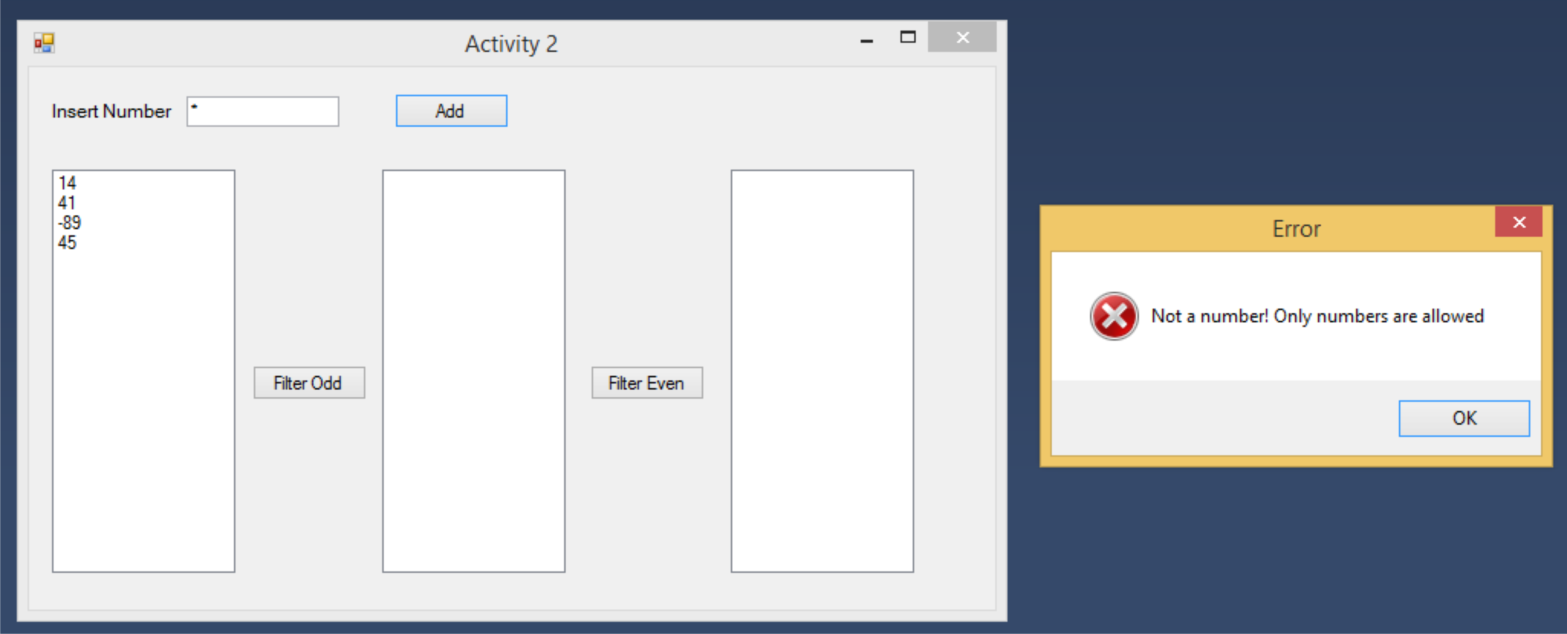 Activity 2
Insert Number * Add
14
41
-89
45
Filter Odd
Filter Even
Error
Not a number! Only numbers are allowed
OK